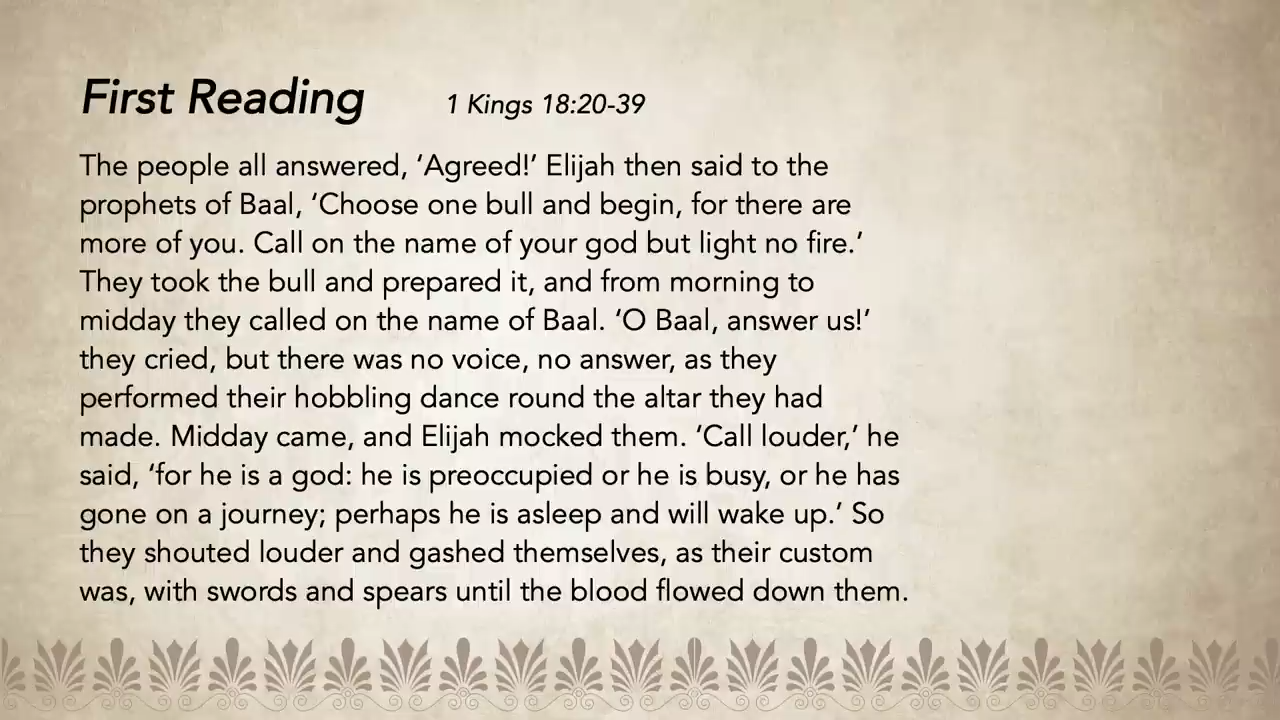 First Reading 1 Kings 18:20-39
The people all answered, ‘Agreed!’ Elijah then said to the
prophets of Baal, ‘Choose one bull and begin, for there are
more of you. Call on the name of your god but light no fire.’
They took the bull and prepared it, and from morning to
midday they called on the name of Baal. ‘O Baal, answer us!’
they cried, but there was no voice, no answer, as they
performed their hobbling dance round the altar they had
made. Midday came, and Elijah mocked them. ‘Call louder,’ he
said, ‘for he is a god: he is preoccupied or he is busy, or he has
gone on a journey; perhaps he is asleep and will wake up.’ So
they shouted louder and gashed themselves, as their custom
was, with swords and spears until the blood flowed down them.